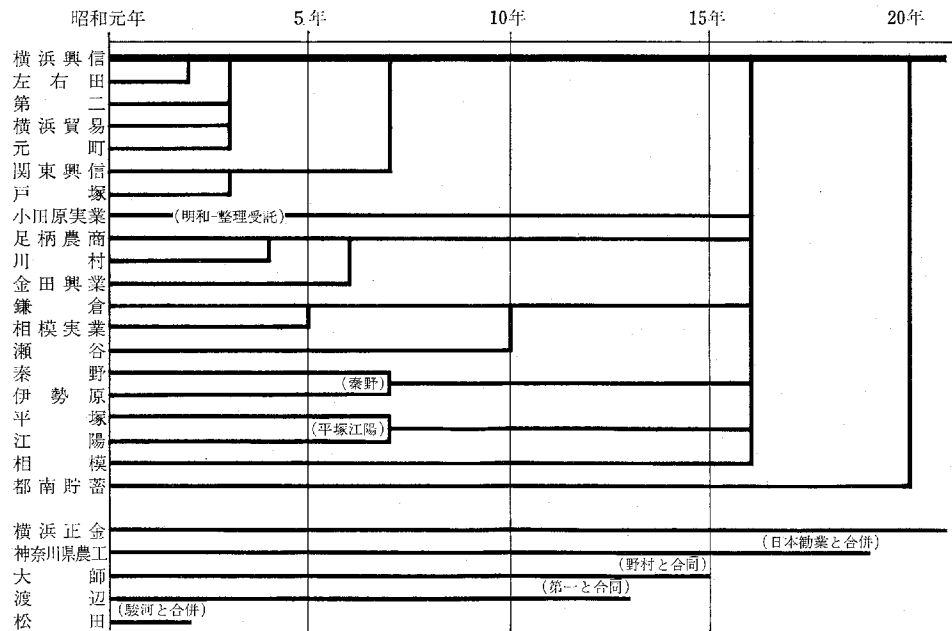 昭和元年 5年 10年 15年 20年
横浜興信
左右田
第二
横浜貿易
元町
関東興信
戸塚
小田原実業 (明和-整理受託)
足柄農商
川村
金田興業
鎌倉
相模実業
瀬谷
秦野
(秦野)
伊勢原
平塚
(平塚江陽)
江陽
相模
都南貯蓄
横浜正金
(日本勧業と合併)
神奈川県農工
(野村と合同)
大師
(第一と合同)
渡辺
(駿河と合併)
松田